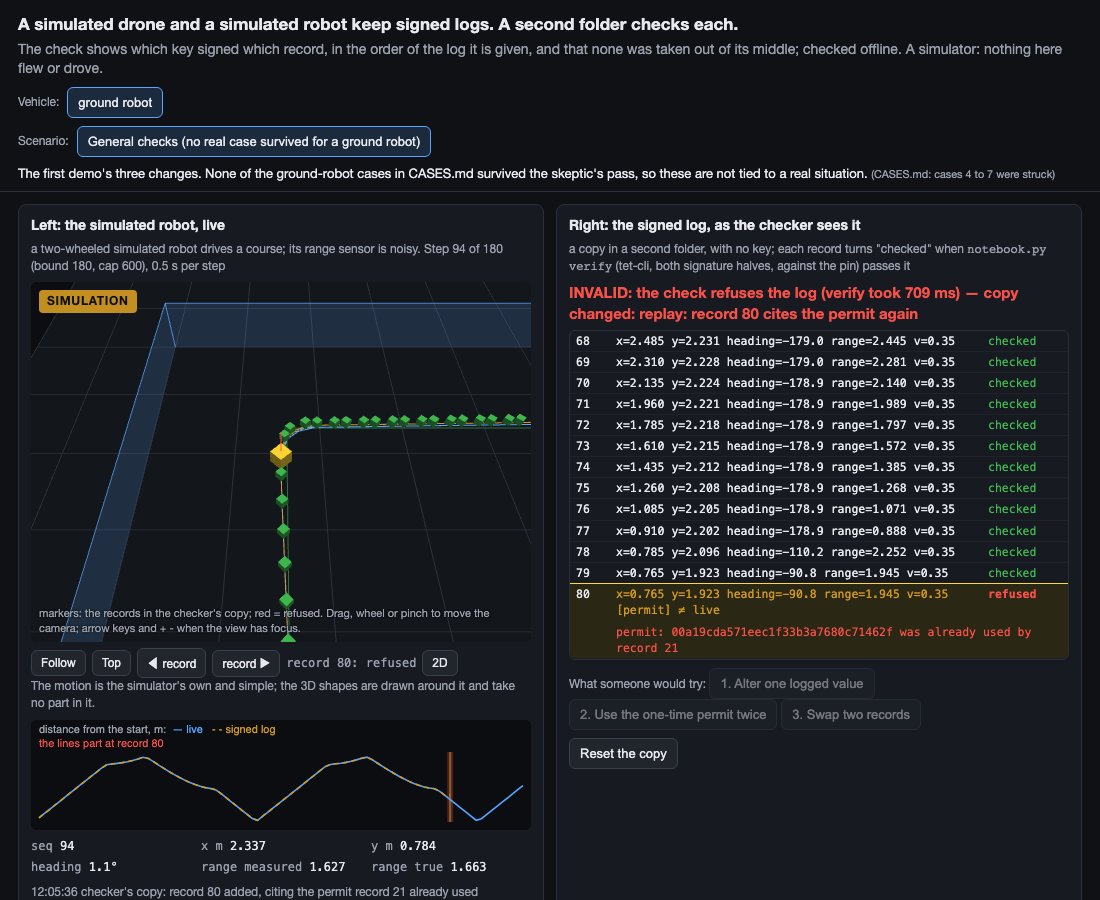 A simulated drone and a simulated robot keep signed logs. A second folder checks each.
The check shows which key signed which record, in the order of the log it is given, and that none was taken out of its middle; checked offline. A simulator: nothing here
flew or drove.
Vehicle: ground robot
Scenario: General checks (no real case survived for a ground robot)
The first demo's three changes. None of the ground-robot cases in CASES.md survived the skeptic's pass, so these are not tied to a real situation. (CASES.md: cases 4 to 7 were struck)
Left: the simulated robot, live
a two-wheeled simulated robot drives a course; its range sensor is noisy. Step 94 of 180
(bound 180, cap 600), 0.5 s per step
SIMULATION
markers: the records in the checker's copy; red = refused. Drag, wheel or pinch to move the
camera; arrow keys and + - when the view has focus.
Follow Top ◀ record record ▶ record 80: refused 2D
The motion is the simulator's own and simple; the 3D shapes are drawn around it and take
no part in it.
distance from the start, m: — live - - signed log
the lines part at record 80
seq 94 x m 2.337 y m 0.784
heading 1.1° range measured 1.627 range true 1.663
12:05:36 checker's copy: record 80 added, citing the permit record 21 already used
Right: the signed log, as the checker sees it
a copy in a second folder, with no key; each record turns "checked" when notebook.py
verify (tet-cli, both signature halves, against the pin) passes it
INVALID: the check refuses the log (verify took 709 ms) — copy
changed: replay: record 80 cites the permit again
68 x=2.485 y=2.231 heading=-179.0 range=2.445 v=0.35 checked
69 x=2.310 y=2.228 heading=-179.0 range=2.281 v=0.35 checked
70 x=2.135 y=2.224 heading=-178.9 range=2.140 v=0.35 checked
71 x=1.960 y=2.221 heading=-178.9 range=1.989 v=0.35 checked
72 x=1.785 y=2.218 heading=-178.9 range=1.797 v=0.35 checked
73 x=1.610 y=2.215 heading=-178.9 range=1.572 v=0.35 checked
74 x=1.435 y=2.212 heading=-178.9 range=1.385 v=0.35 checked
75 x=1.260 y=2.208 heading=-178.9 range=1.268 v=0.35 checked
76 x=1.085 y=2.205 heading=-178.9 range=1.071 v=0.35 checked
77 x=0.910 y=2.202 heading=-178.9 range=0.888 v=0.35 checked
78 x=0.785 y=2.096 heading=-110.2 range=2.252 v=0.35 checked
79 x=0.765 y=1.923 heading=-90.8 range=1.945 v=0.35 checked
80 x=0.765 y=1.923 heading=-90.8 range=1.945 v=0.35 refused
[permit] ≠ live
permit: 00a19cda571eec1f33b3a7680c71462f was already used by
record 21
What someone would try: 1. Alter one logged value
2. Use the one-time permit twice 3. Swap two records
Reset the copy